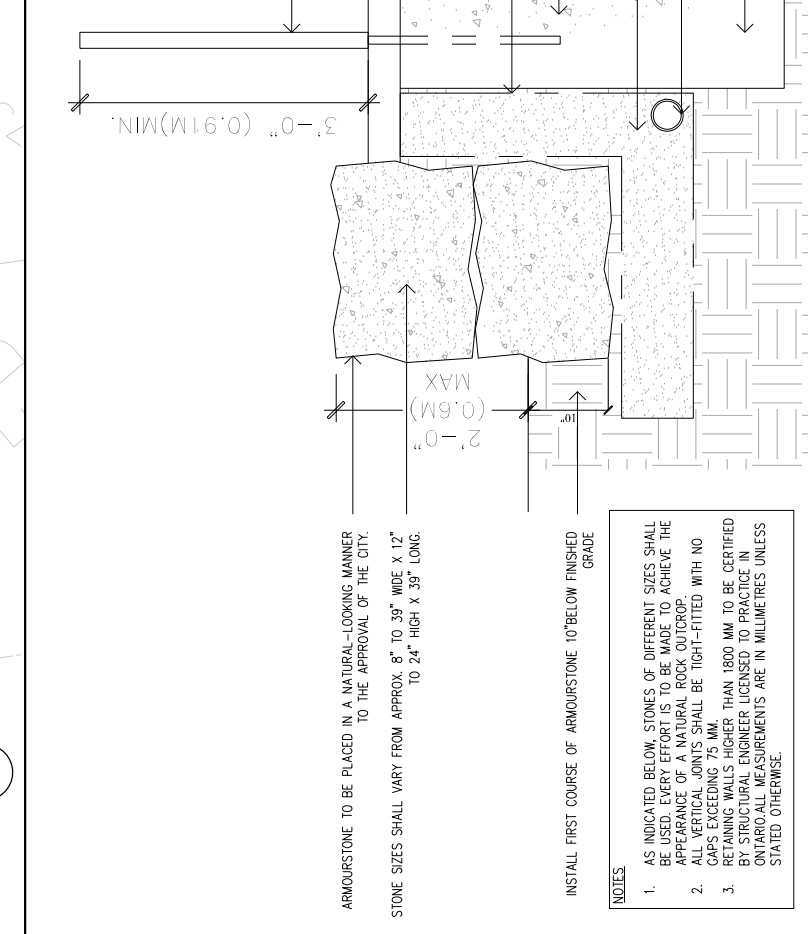 3'-0" (0.91M)MIN.
2'-0"
(0.6M)
MAX
10"
ARMOURSTONE TO BE PLACED IN A NATURAL-LOOKING MANNER
TO THE APPROVAL OF THE CITY.
STONE SIZES SHALL VARY FROM APPROX. 8" TO 39" WIDE X 12"
TO 24" HIGH X 39" LONG.
INSTALL FIRST COURSE OF ARMOURSTONE 10"BELOW FINISHED
GRADE
NOTES
1. AS INDICATED BELOW, STONES OF DIFFERENT SIZES SHALL
BE USED. EVERY EFFORT IS TO BE MADE TO ACHIEVE THE
APPEARANCE OF A NATURAL ROCK OUTCROP.
2. ALL VERTICAL JOINTS SHALL BE TIGHT-FITTED WITH NO
GAPS EXCEEDING 75 MM.
3. RETAINING WALLS HIGHER THAN 1800 MM TO BE CERTIFIED
BY STRUCTURAL ENGINEER LICENSED TO PRACTICE IN
ONTARIO.ALL MEASUREMENTS ARE IN MILLIMETRES UNLESS
STATED OTHERWISE.